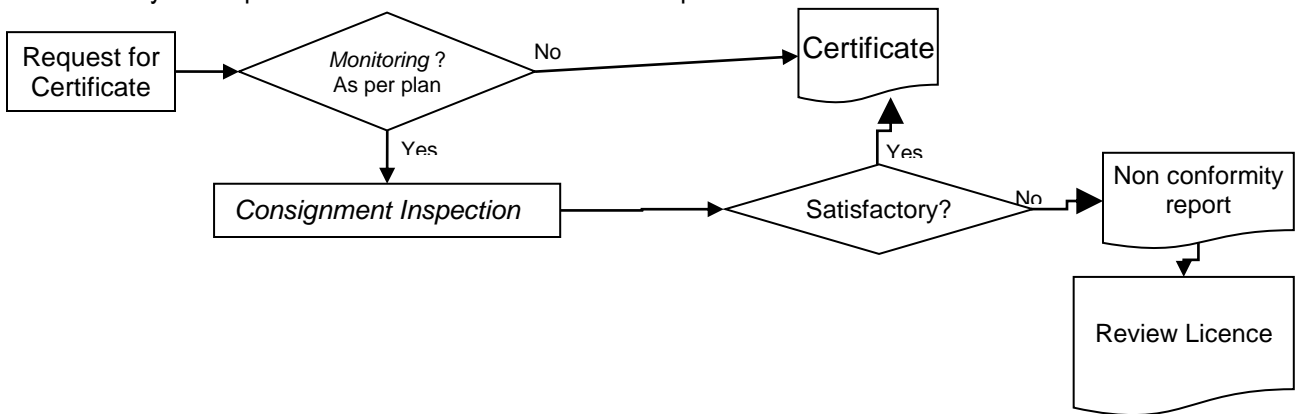 Request for
Certificate
Monitoring ?
As per plan
No
Certificate
Yes
Consignment Inspection
Satisfactory?
Yes
No
Non conformity
report
Review Licence